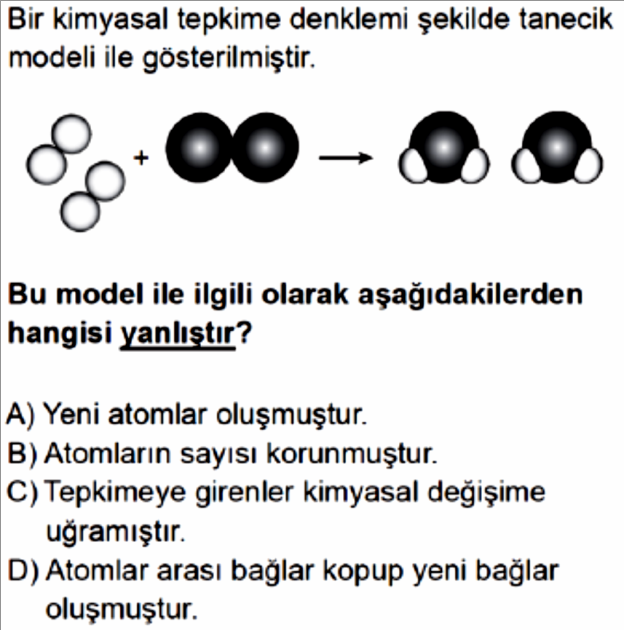 Bir kimyasal tepkime denklemi şekilde tanecik
modeli ile gösterilmiştir.
+
Bu model ile ilgili olarak aşağıdakilerden
hangisi yanlıştır?
A) Yeni atomlar oluşmuştur.
B) Atomların sayısı korunmuştur.
C) Tepkimeye girenler kimyasal değişime
uğramıştır.
D) Atomlar arası bağlar kopup yeni bağlar
oluşmuştur.